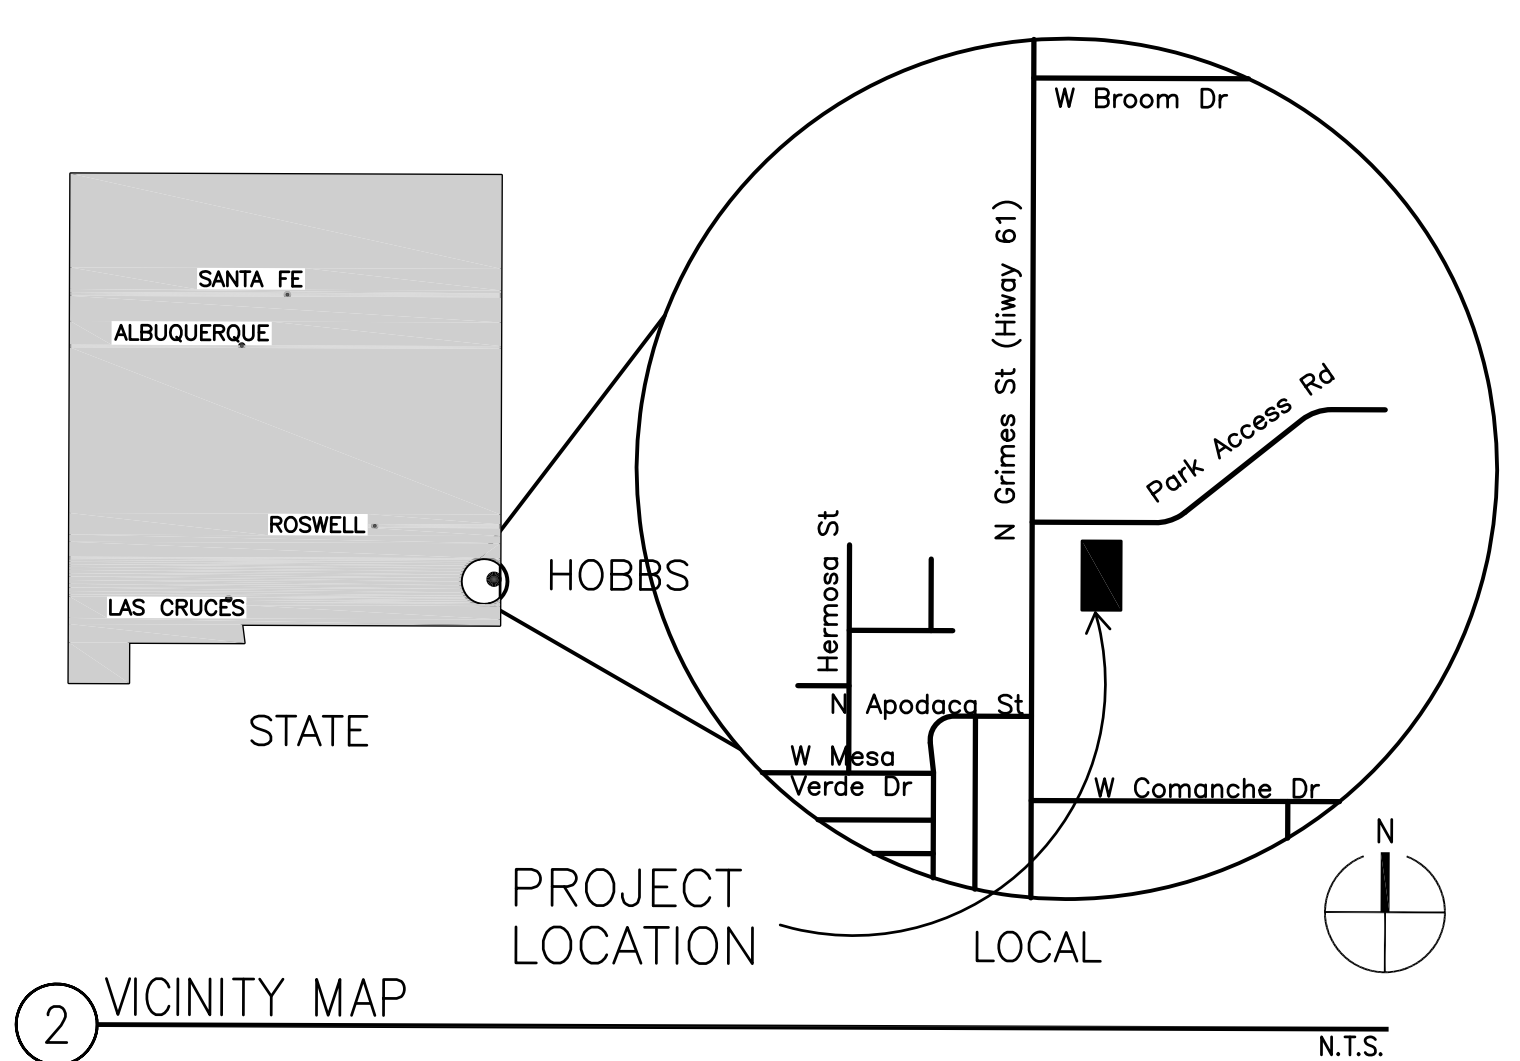 W Broom Dr
N Grimes St (Hiway 61)
SANTA FE
ALBUQUERQUE
Park Access Rd
ROSWELL
HOBBS
Hermosa St
LAS CRUCES
N Apodaca St
STATE
W Mesa
Verde Dr
W Comanche Dr
N
PROJECT
LOCATION
LOCAL
2
VICINITY MAP
N.T.S.